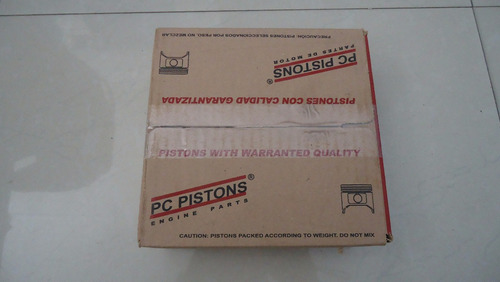 PRECAUCION: PISTONES SELECCIONADOS POR PESO, NO MEZCLAR
PC PISTONS®
PARTES DE MOTOR
PISTONES CON CALIDAD GARANTIZADA
PISTONS WITH WARRANTED QUALITY
PC PISTONS®
ENGINE PARTS
CAUTION: PISTONS PACKED ACCORDING TO WEIGHT, DO NOT MIX